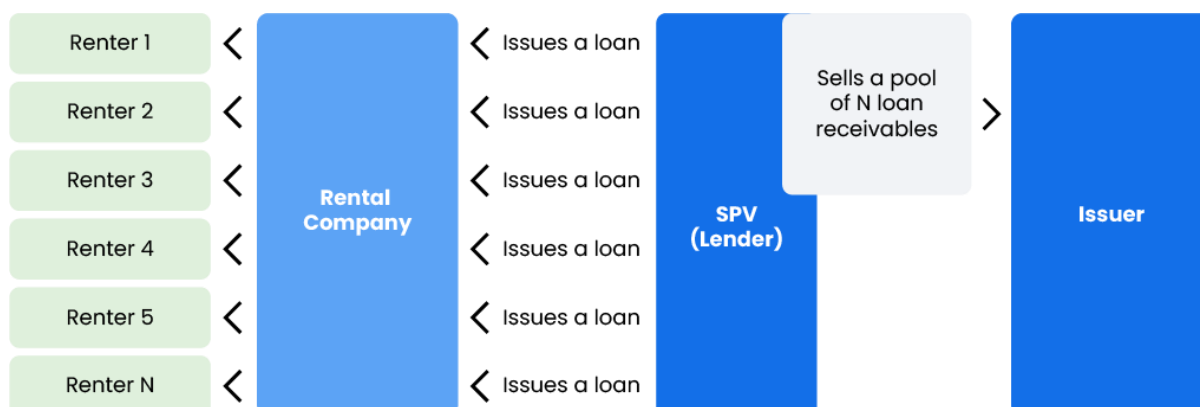 Renter 1
Issues a loan
Renter 2
Issues a loan
Renter 3
Issues a loan
Renter 4
Issues a loan
Renter 5
Issues a loan
Renter N
Issues a loan
Rental
Company
SPV
(Lender)
Sells a pool
of N loan
receivables
Issuer